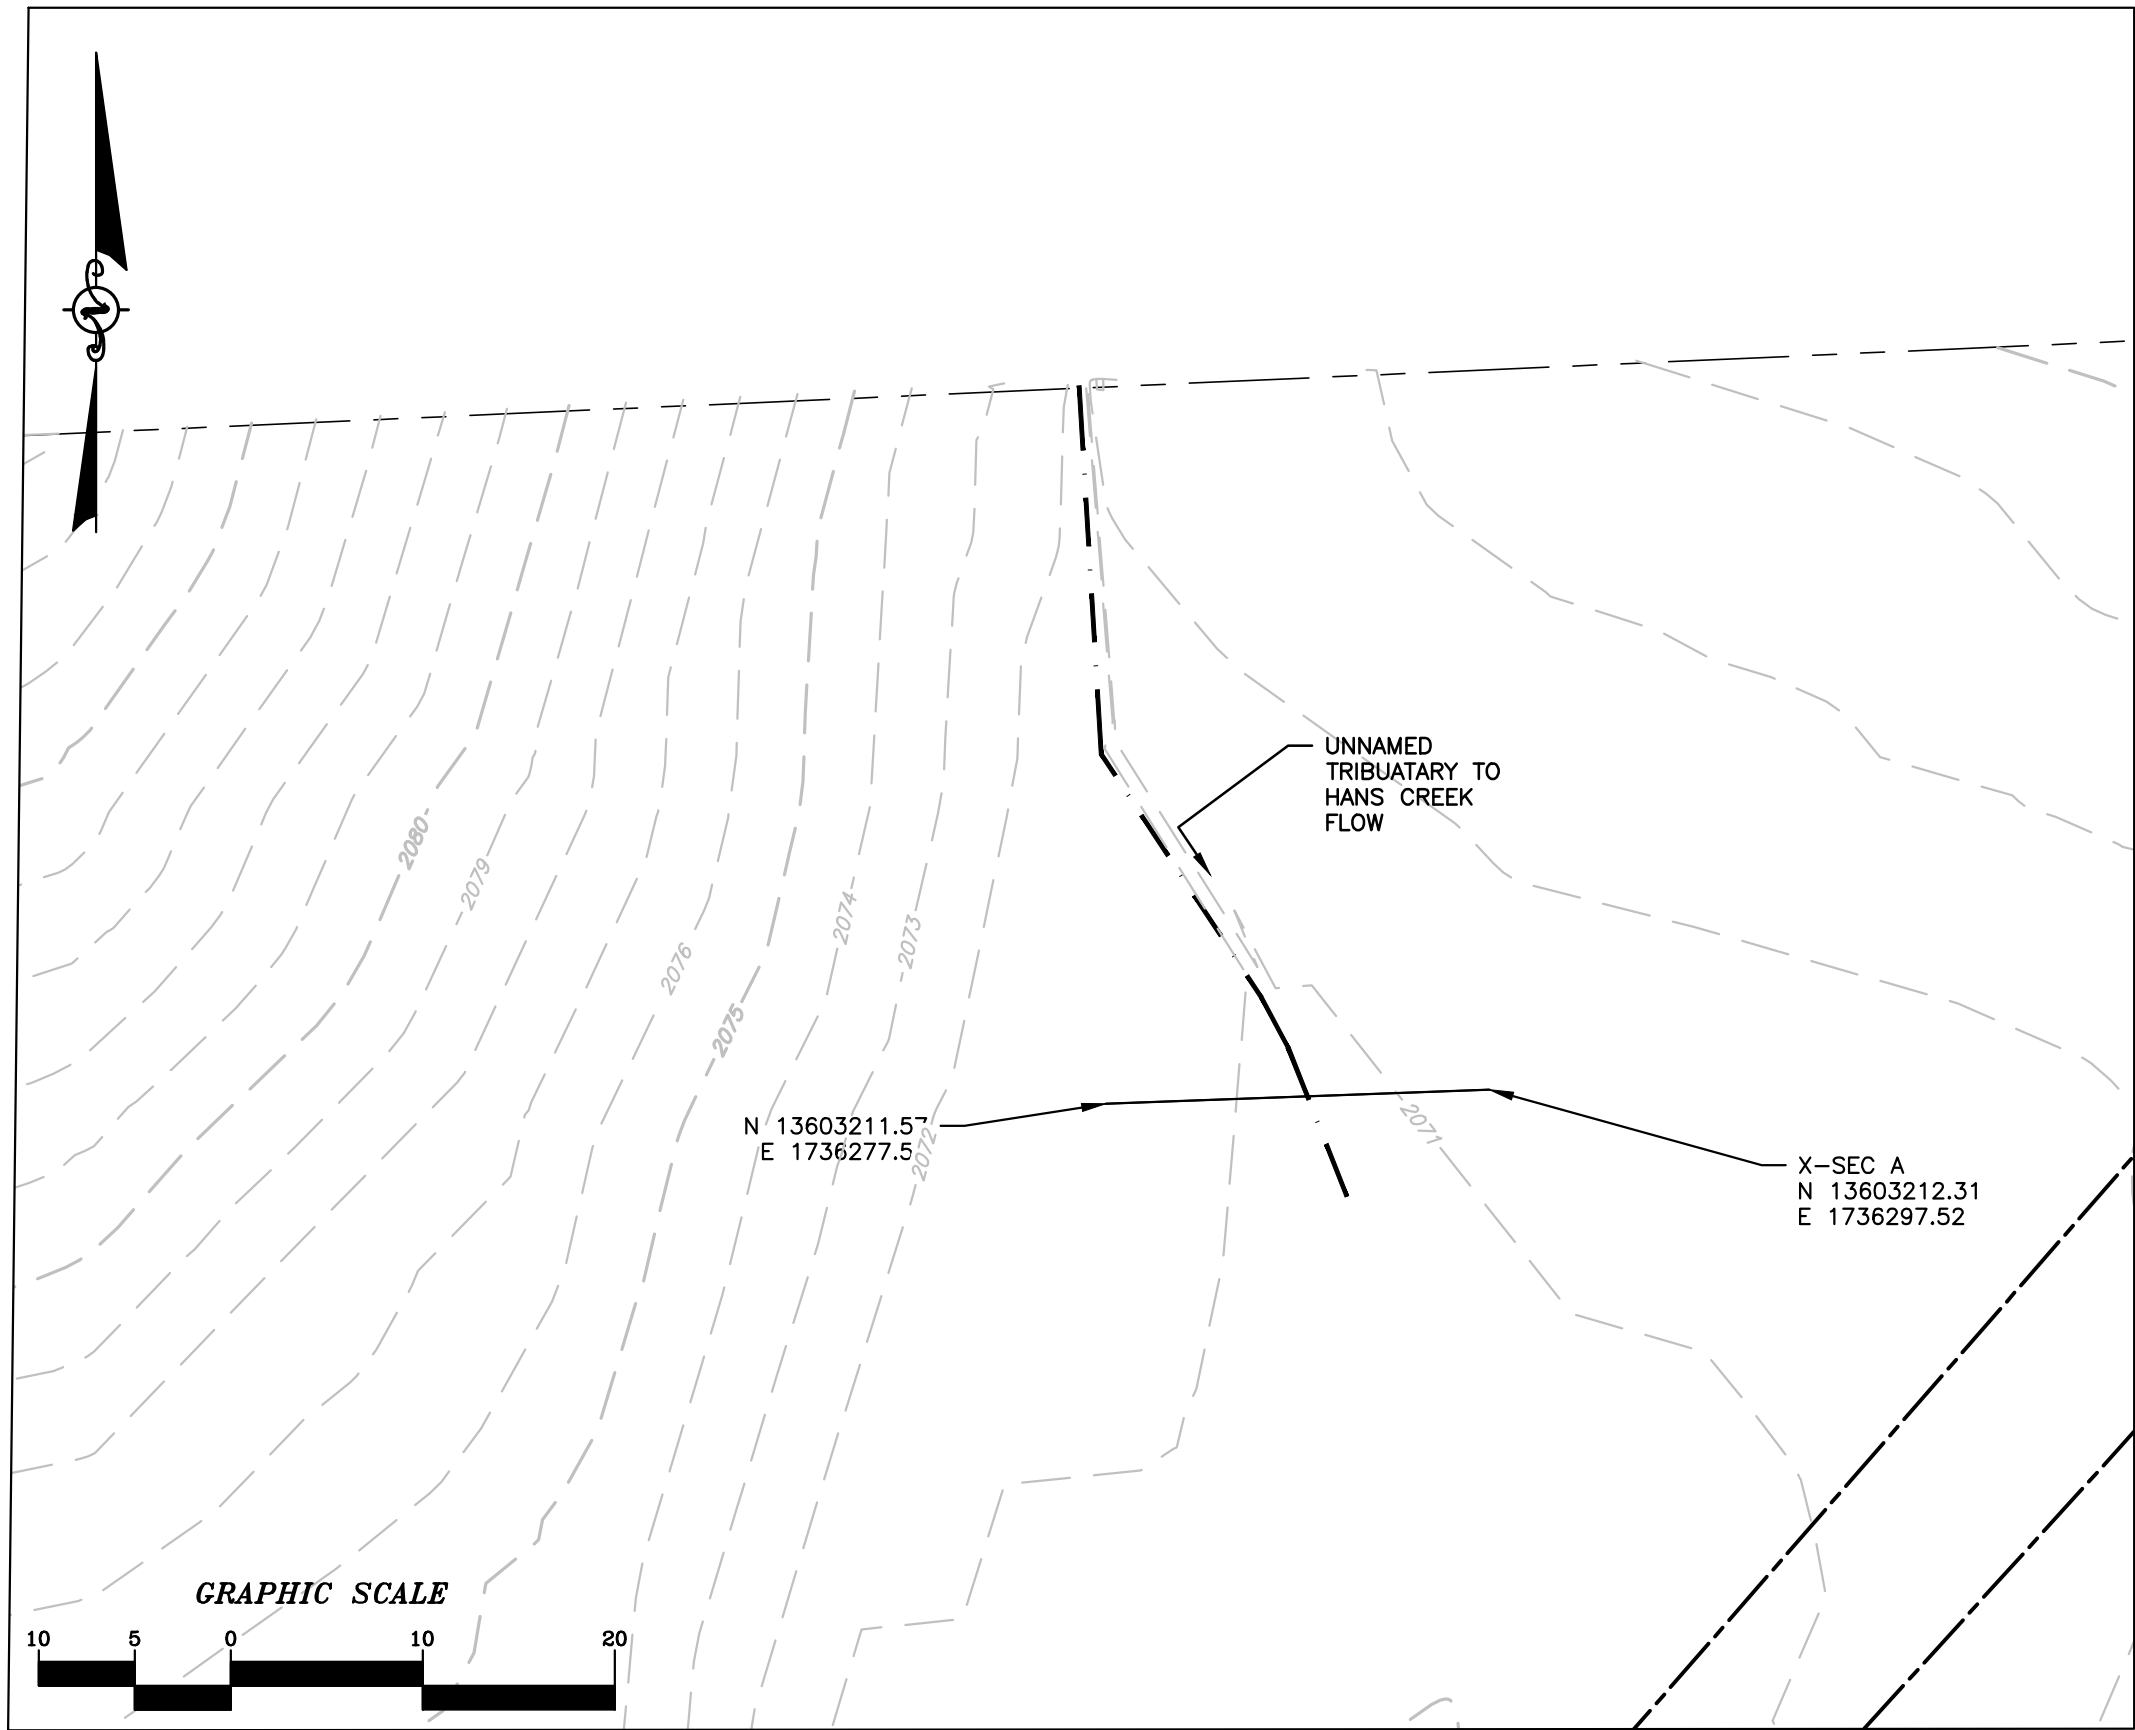 UNNAMED
TRIBUATARY TO
HANS CREEK
FLOW
2080
2079
2076
2075
2074
2073
2072
2071
N 13603211.57
E 1736277.5
X-SEC A
N 13603212.31
E 1736297.52
GRAPHIC SCALE
10 5 0 10 20